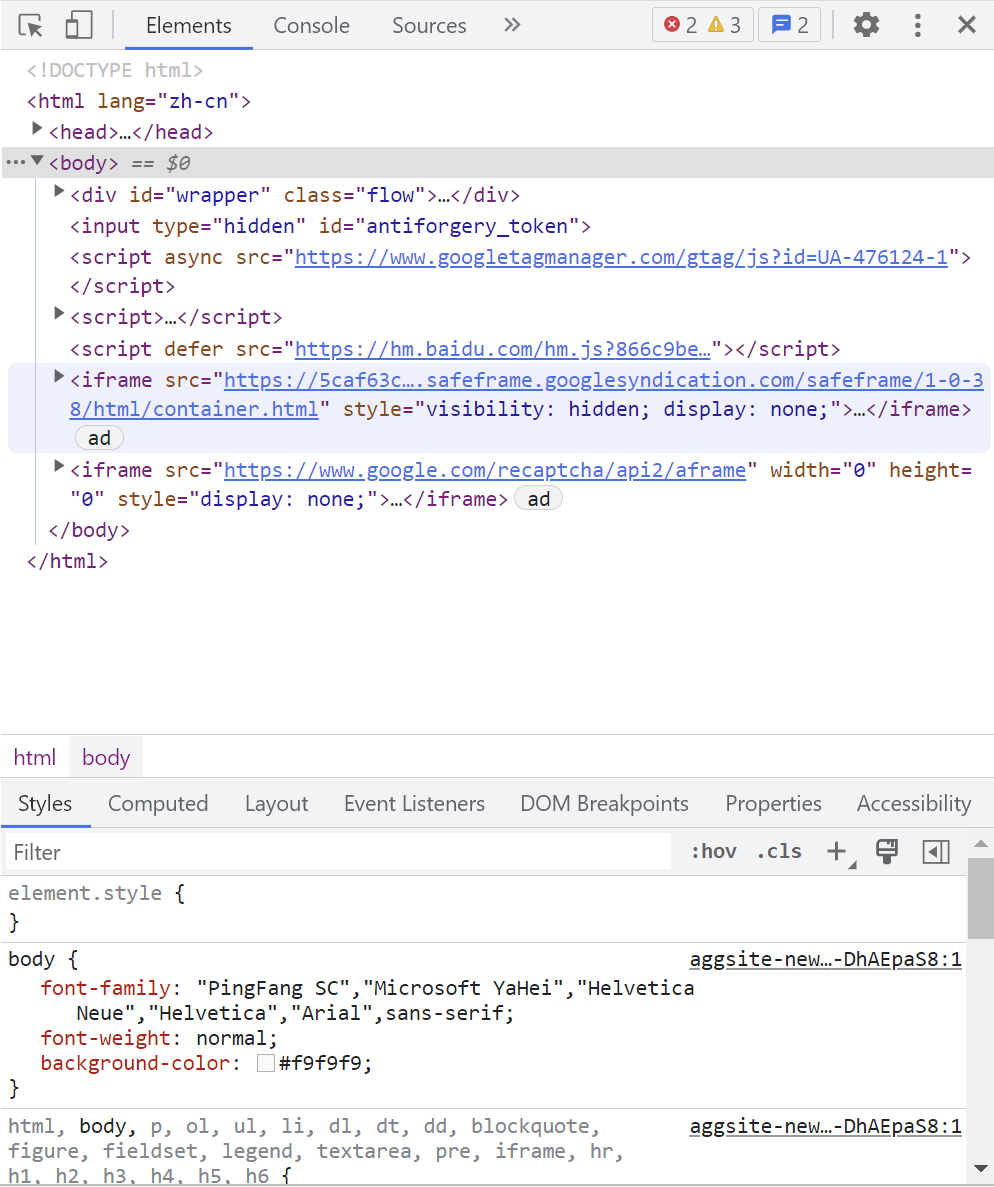 Elements Console Sources » 2 3 2
<!DOCTYPE html>
<html lang="zh-cn">
<head>…</head>
<body> == $0
<div id="wrapper" class="flow">…</div>
<input type="hidden" id="antiforgery_token">
<script async src="https://www.googletagmanager.com/gtag/js?id=UA-476124-1">
</script>
<script>…</script>
<script defer src="https://hm.baidu.com/hm.js?866c9be…"></script>
<iframe src="https://5caf63c….safeframe.googlesyndication.com/safeframe/1-0-3
8/html/container.html" style="visibility: hidden; display: none;">…</iframe>
ad
<iframe src="https://www.google.com/recaptcha/api2/aframe" width="0" height=
"0" style="display: none;">…</iframe> ad
</body>
</html>
html body
Styles Computed Layout Event Listeners DOM Breakpoints Properties Accessibility
Filter :hov .cls
element.style {
}
body { aggsite-new…-DhAEpaS8:1
font-family: "PingFang SC","Microsoft YaHei","Helvetica
Neue","Helvetica","Arial",sans-serif;
font-weight: normal;
background-color: #f9f9f9;
}
html, body, p, ol, ul, li, dl, dt, dd, blockquote, aggsite-new…-DhAEpaS8:1
figure, fieldset, legend, textarea, pre, iframe, hr,
h1, h2, h3, h4, h5, h6 {